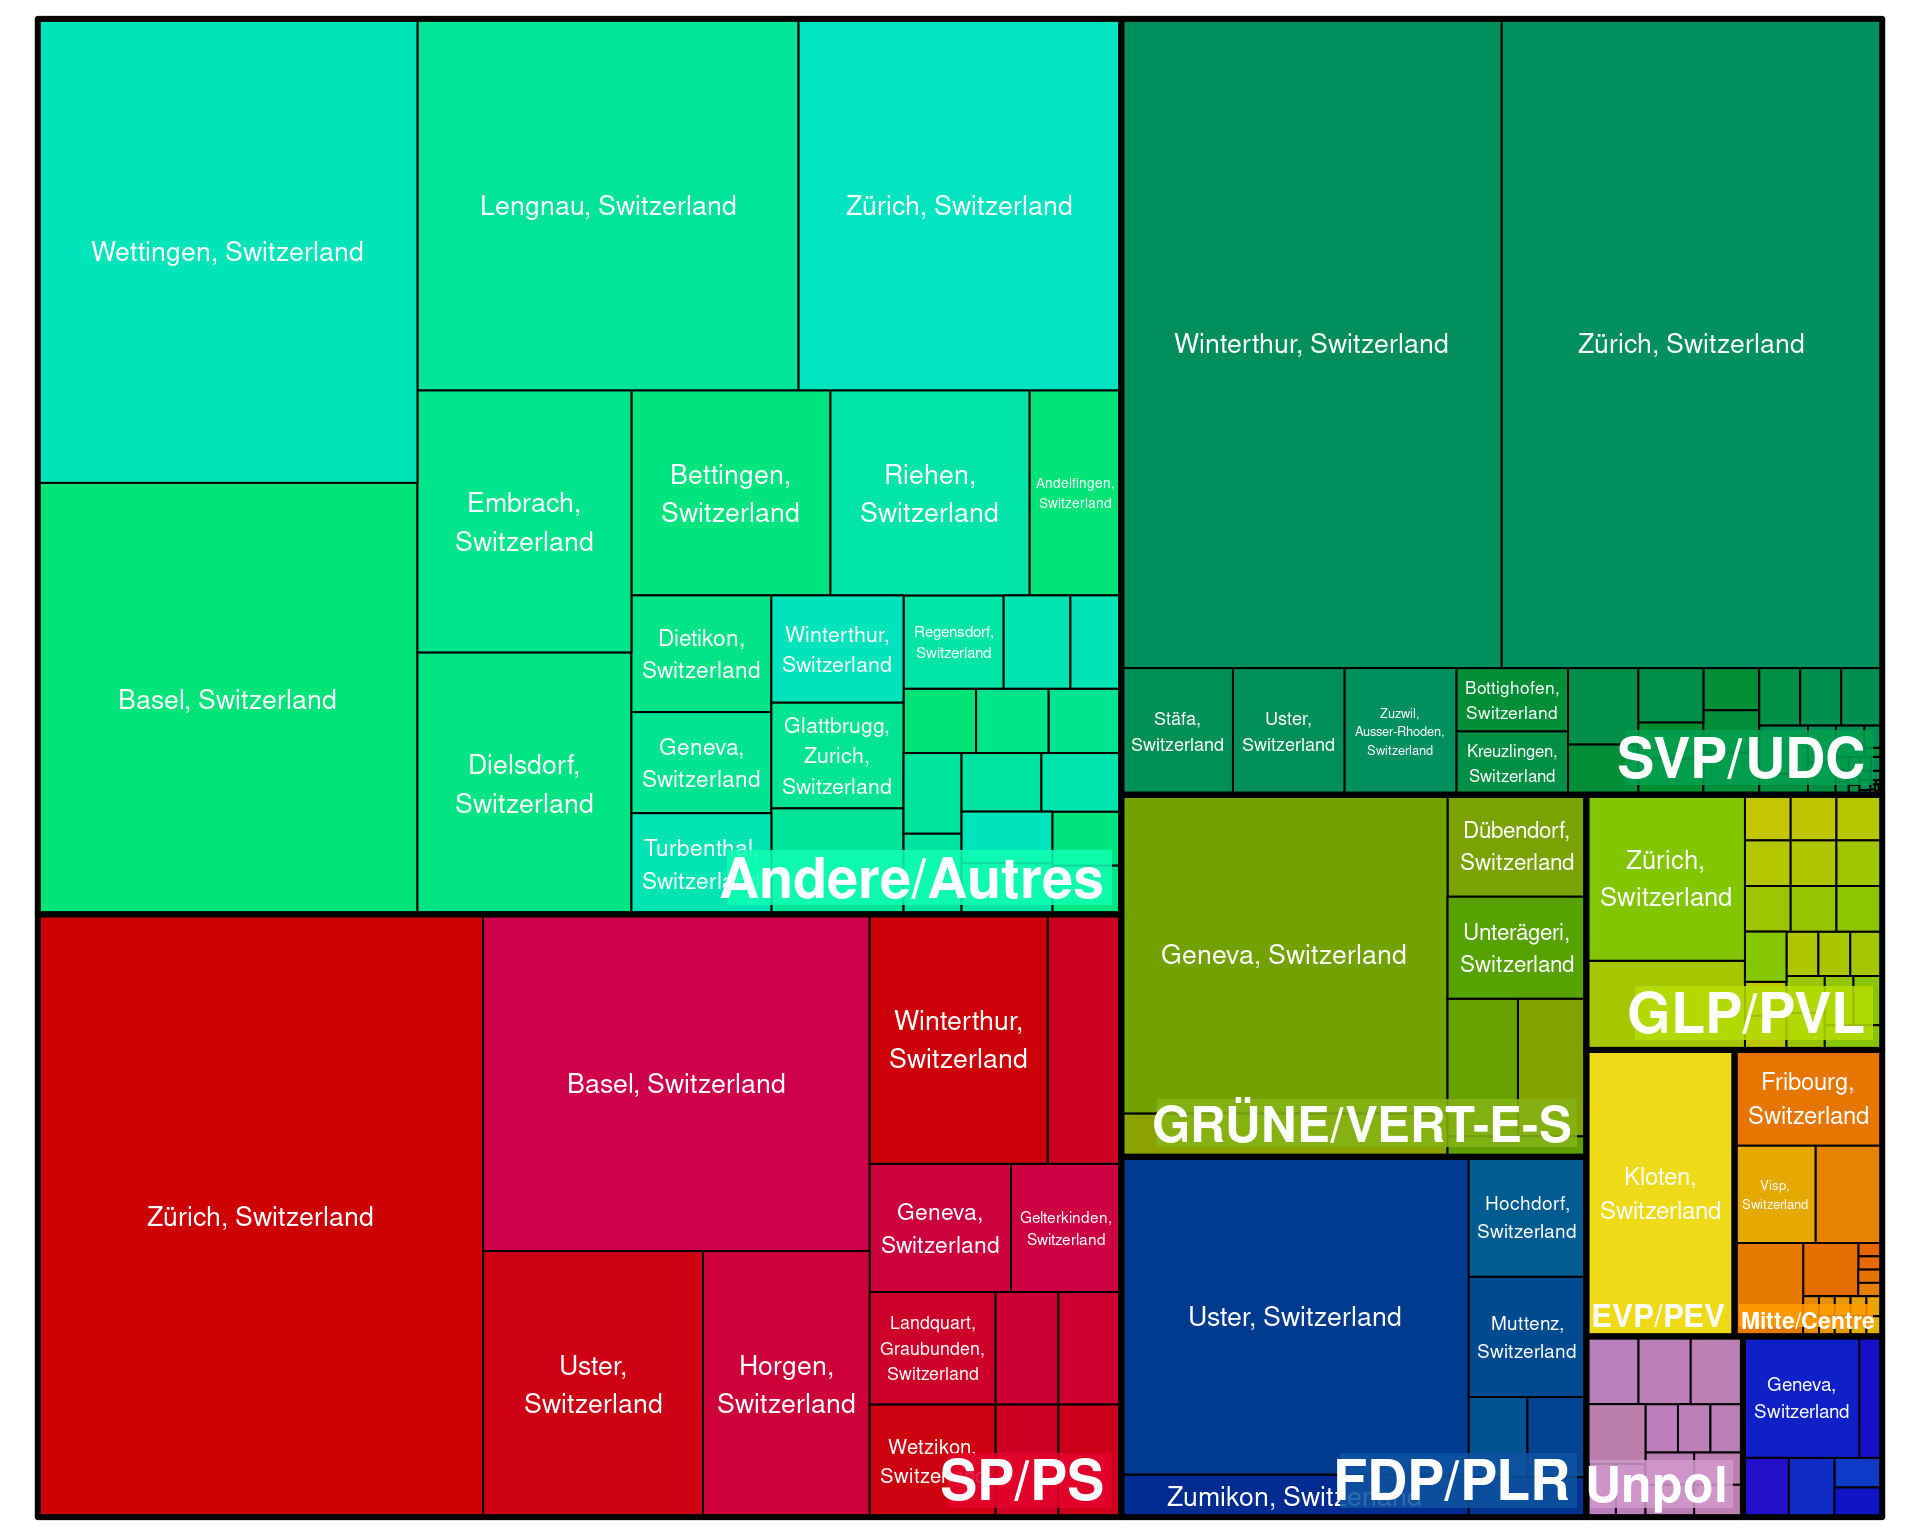 Wettingen, Switzerland
Lengnau, Switzerland
Zürich, Switzerland
Basel, Switzerland
Embrach,
Switzerland
Bettingen,
Switzerland
Riehen,
Switzerland
Andelfingen,
Switzerland
Dielsdorf,
Switzerland
Dietikon,
Switzerland
Winterthur,
Switzerland
Regensdorf,
Switzerland
Geneva,
Switzerland
Glattbrugg,
Zurich,
Switzerland
Turbenthal,
Switzerland
Andere/Autres
Winterthur, Switzerland
Zürich, Switzerland
Stäfa,
Switzerland
Uster,
Switzerland
Zuzwil,
Ausser-Rhoden,
Switzerland
Bottighofen,
Switzerland
Kreuzlingen,
Switzerland
SVP/UDC
Zürich, Switzerland
Basel, Switzerland
Winterthur,
Switzerland
Uster,
Switzerland
Horgen,
Switzerland
Geneva,
Switzerland
Gelterkinden,
Switzerland
Landquart,
Graubunden,
Switzerland
Wetzikon,
Switzerland
SP/PS
Geneva, Switzerland
Dübendorf,
Switzerland
Unterägeri,
Switzerland
GRÜNE/VERT-E-S
Zürich,
Switzerland
GLP/PVL
Uster, Switzerland
Hochdorf,
Switzerland
Muttenz,
Switzerland
Zumikon, Switzerland
FDP/PLR
Kloten,
Switzerland
EVP/PEV
Fribourg,
Switzerland
Visp,
Switzerland
Mitte/Centre
Unpol
Geneva,
Switzerland